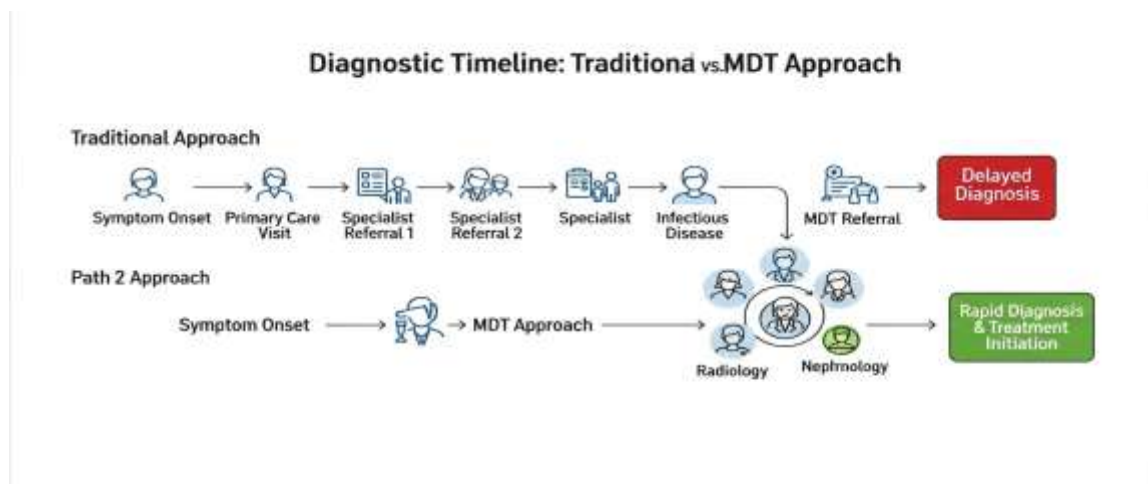 Diagnostic Timeline: Traditiona vs.MDT Approach
Traditional Approach
Symptom Onset
Primary Care
Visit
Specialist
Referral 1
Specialist
Referral 2
Specialist
Infectious
Disease
MDT Referral
Delayed
Diagnosis
Path 2 Approach
Symptom Onset
MDT Approach
Radiology
Nephrnology
Rapid Diagnosis
& Treatment
Initiation